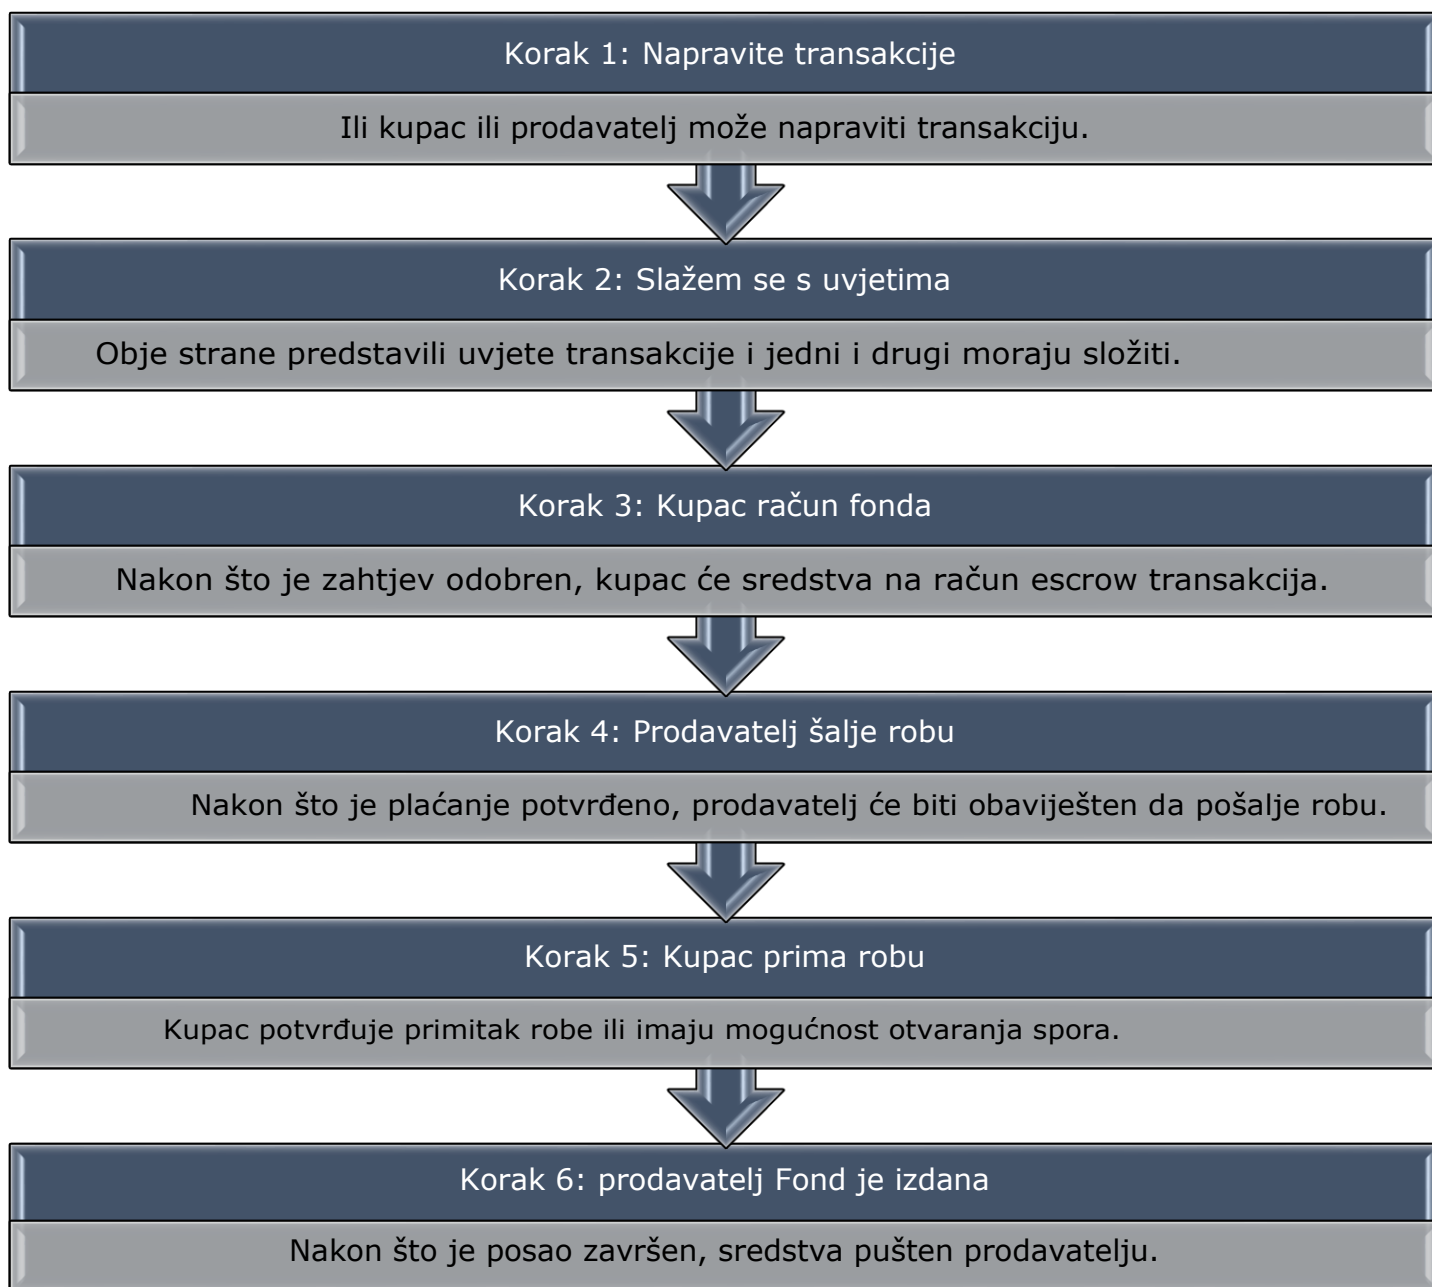 Korak 1: Napravite transakcije
Ili kupac ili prodavatelj može napraviti transakciju.
Korak 2: Slažem se s uvjetima
Obje strane predstavili uvjete transakcije i jedni i drugi moraju složiti.
Korak 3: Kupac račun fonda
Nakon što je zahtjev odobren, kupac će sredstva na račun escrow transakcija.
Korak 4: Prodavatelj šalje robu
Nakon što je plaćanje potvrđeno, prodavatelj će biti obaviješten da pošalje robu.
Korak 5: Kupac prima robu
Kupac potvrđuje primitak robe ili imaju mogućnost otvaranja spora.
Korak 6: prodavatelj Fond je izdana
Nakon što je posao završen, sredstva pušten prodavatelju.